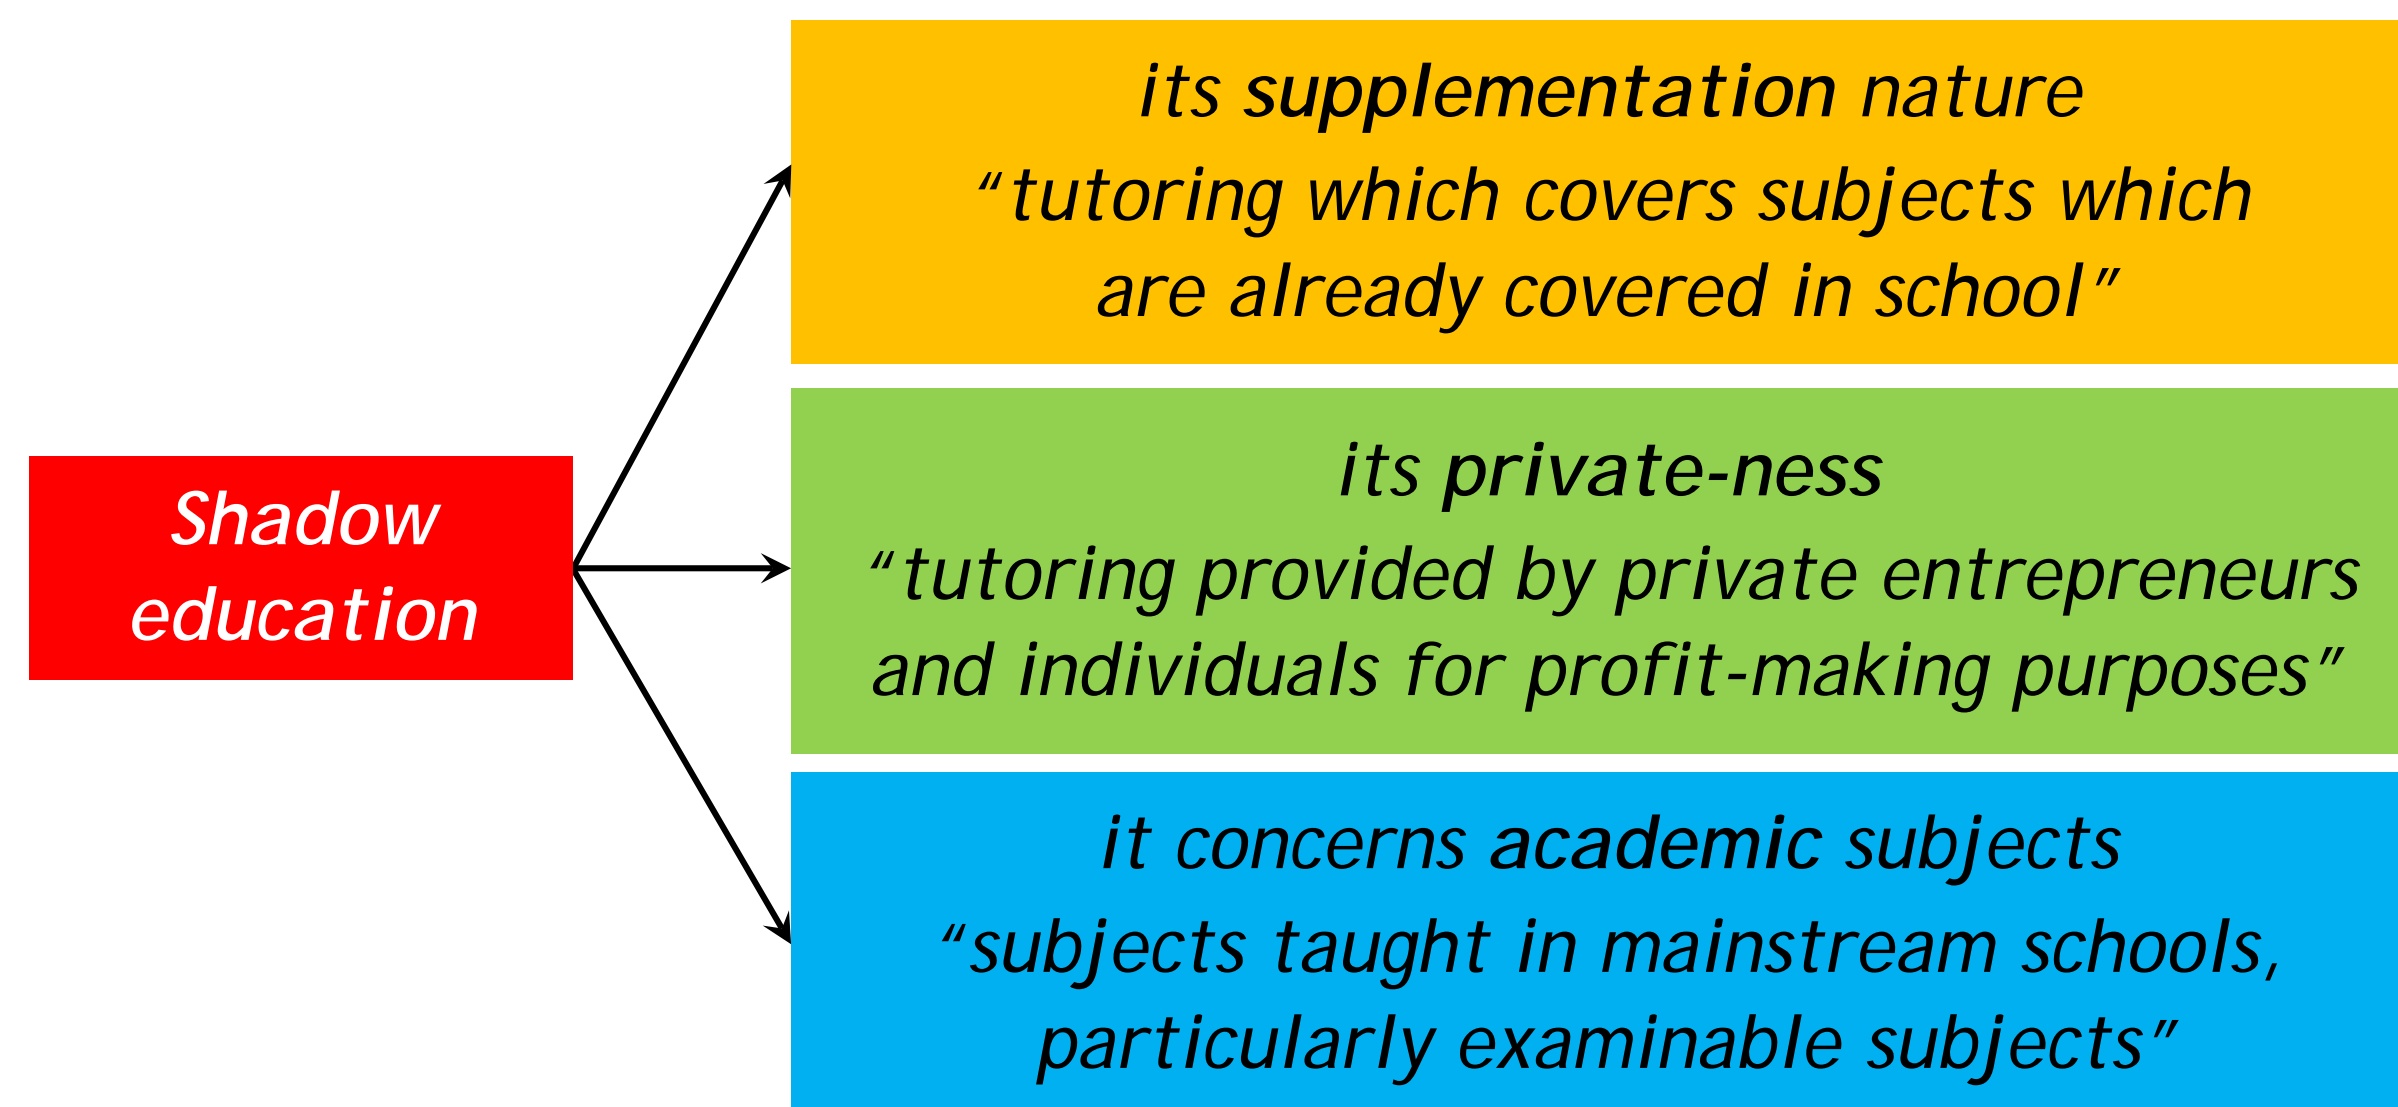 Shadow
education
its supplementation nature
“tutoring which covers subjects which
are already covered in school”
its private-ness
“tutoring provided by private entrepreneurs
and individuals for profit-making purposes”
it concerns academic subjects
“subjects taught in mainstream schools,
particularly examinable subjects”